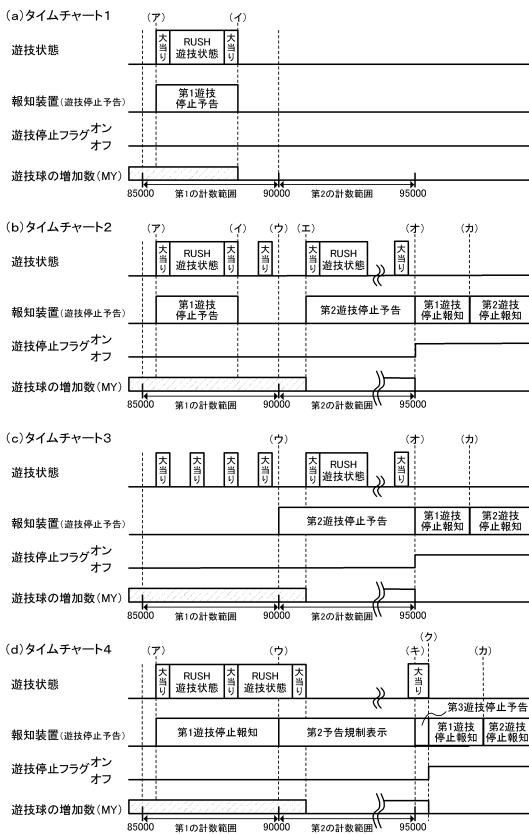 (a)タイムチャート1
(ア) (イ)
遊技状態 大当り RUSH遊技状態 大当り
報知装置(遊技停止予告) 第1遊技停止予告
遊技停止フラグ オン
オフ
遊技球の増加数(MY)
85000 第1の計数範囲 90000 第2の計数範囲 95000
(b)タイムチャート2
(ア) (イ) (ウ) (エ) (オ) (カ)
遊技状態 大当り RUSH遊技状態 大当り 大当り 大当り RUSH遊技状態 大当り
報知装置(遊技停止予告) 第1遊技停止予告 第2遊技停止予告 第1遊技停止報知 第2遊技停止報知
遊技停止フラグ オン
オフ
遊技球の増加数(MY)
85000 第1の計数範囲 90000 第2の計数範囲 95000
(c)タイムチャート3
(ウ) (オ) (カ)
遊技状態 大当り 大当り 大当り 大当り 大当り RUSH遊技状態 大当り
報知装置(遊技停止予告) 第2遊技停止予告 第1遊技停止報知 第2遊技停止報知
遊技停止フラグ オン
オフ
遊技球の増加数(MY)
85000 第1の計数範囲 90000 第2の計数範囲 95000
(d)タイムチャート4
(ア) (ウ) (キ) (ク) (カ)
遊技状態 大当り RUSH遊技状態 大当り RUSH遊技状態 大当り 大当り
第3遊技停止予告
報知装置(遊技停止予告) 第1遊技停止報知 第2予告規制表示 第1遊技停止報知 第2遊技停止報知
遊技停止フラグ オン
オフ
遊技球の増加数(MY)
85000 第1の計数範囲 90000 第2の計数範囲 95000